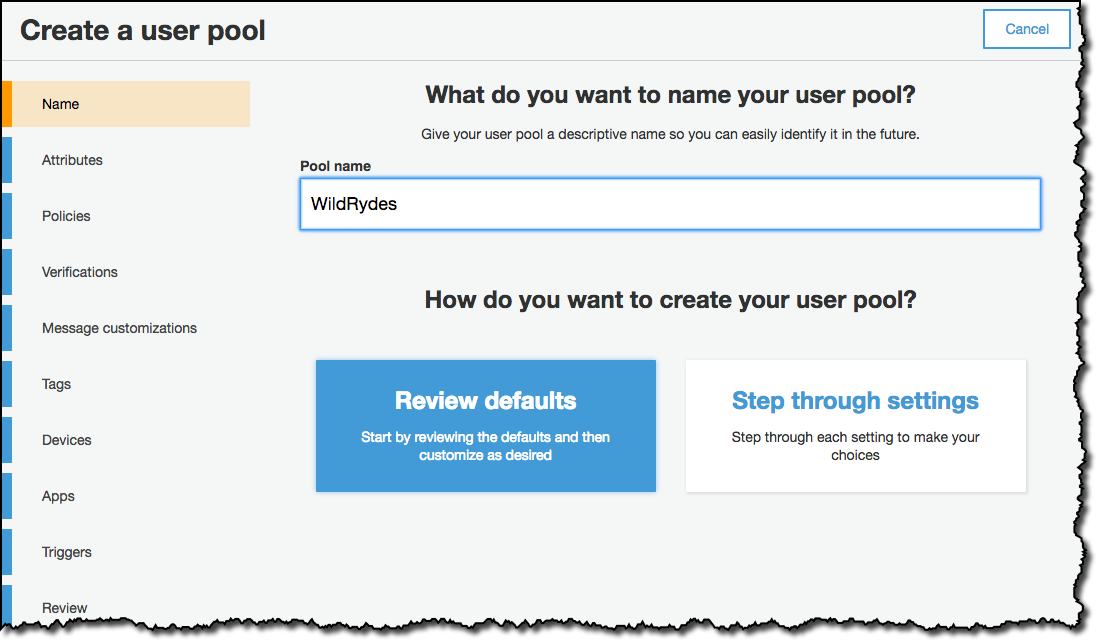 Create a user pool
Cancel
Name
Attributes
Policies
Verifications
Message customizations
Tags
Devices
Apps
Triggers
Review
What do you want to name your user pool?
Give your user pool a descriptive name so you can easily identify it in the future.
Pool name
WildRydes
How do you want to create your user pool?
Review defaults
Start by reviewing the defaults and then
customize as desired
Step through settings
Step through each setting to make your
choices